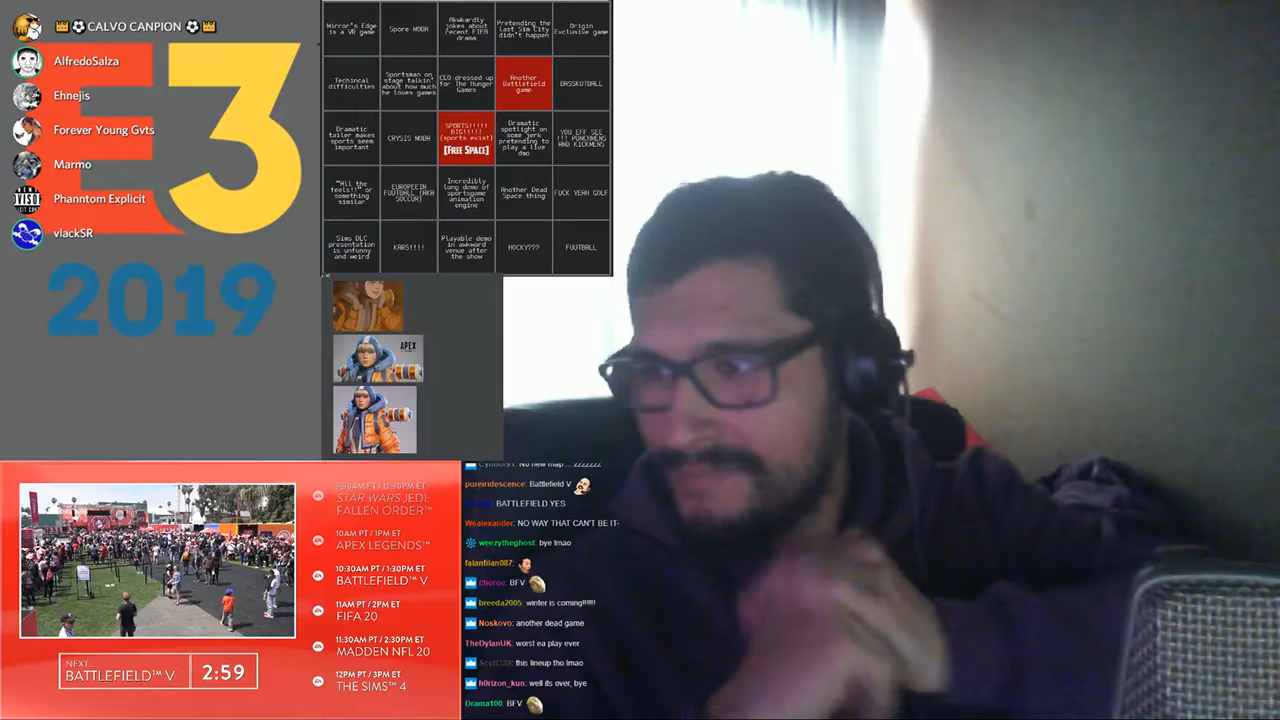 CALVO CANPION
AlfredoSalza
Ehnejis
Forever Young Gvts
Marmo
Phanntom Explicit
vlackSR
E3
2019
Mirror's Edge
is a VR game
Spore MOBA
Akwkardly
jokes about
recent FIFA
drama
Pretending the
last Sim City
didn't happen
Origin
Exclusive game
Techincal
difficulties
Sportsman on
stage talkin'
about how much
he loves games
CEO dressed up
for The Hunger
Games
Another
Battlefield
game
BASSKUTBALL
Dramatic
tailer makes
sports seem
important
CRYSIS MOBA
SPORTS!!!!!
BIG!!!!!
(sports exist)
[FREE SPACE]
Dramatic
spotlight on
some jerk
pretending to
play a live
dmo
YOU EFF SEE
!!! PUNCHMENS
AND KICKMENS
"All the
feels!!" or
something
similar
EUROPEEIN
FUUTBALL (AKA
SOCCUR)
Incredibly
long demo of
sportsgame
animation
engine
Another Dead
Space thing
FUCK YEAH GOLF
Sims DLC
presentation
is unfunny
and weird
KARS!!!!
Playable demo
in awkward
venue after
the show
HOCKY???
FUUTBALL
APEX
9:30AM PT / 12:30PM ET
STAR WARS JEDI:
FALLEN ORDER™
10AM PT / 1PM ET
APEX LEGENDS™
10:30AM PT / 1:30PM ET
BATTLEFIELD™ V
11AM PT / 2PM ET
FIFA 20
11:30AM PT / 2:30PM ET
MADDEN NFL 20
12PM PT / 3PM ET
THE SIMS™ 4
NEXT...
BATTLEFIELD™ V
2:59
No new map.... zzzzzzz
pureiridescence: Battlefield V
BATTLEFIELD YES
Wealexander: NO WAY THAT CAN'T BE IT-
weezytheghost: bye lmao
falanfilan087:
chorou: BFV
breeda2005: winter is coming!!!!!!
Noskovo: another dead game
TheDylanUK: worst ea play ever
this lineup tho lmao
h0rizon_kun: well its over, bye
Drama100: BFV